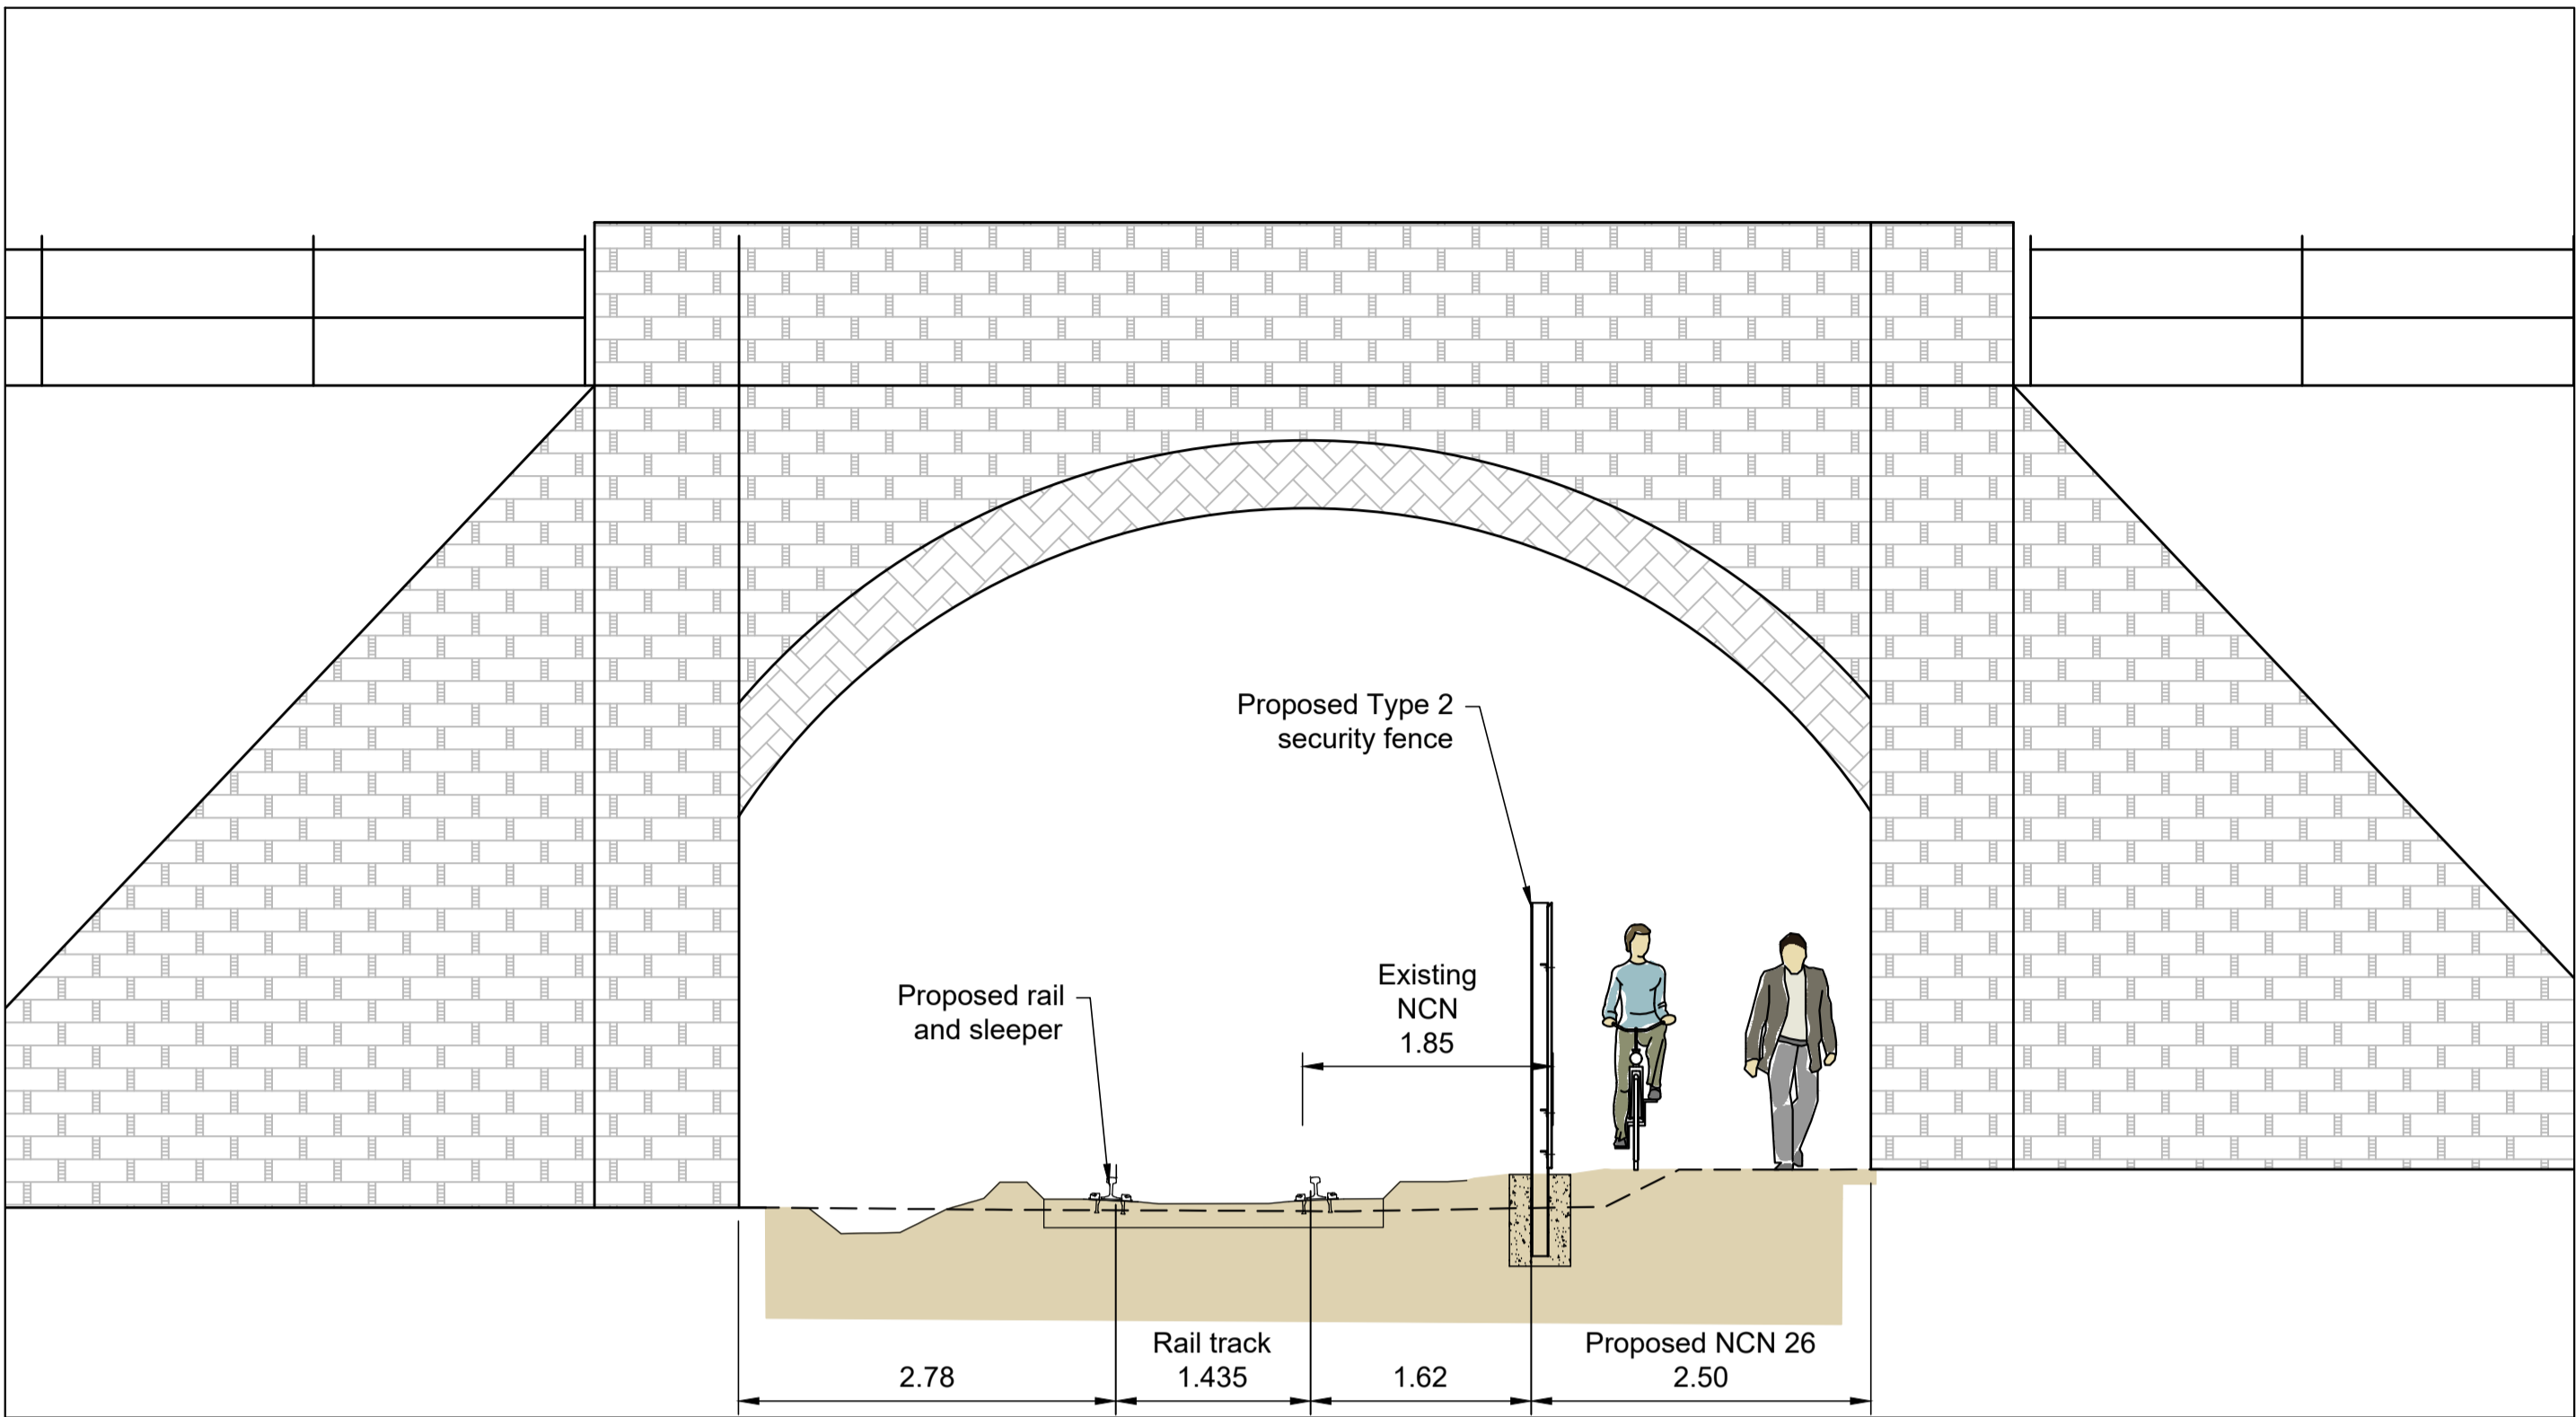 Proposed Type 2
security fence
Existing
NCN
1.85
Proposed rail
and sleeper
Rail track
Proposed NCN 26
2.78
1.435
1.62
2.50